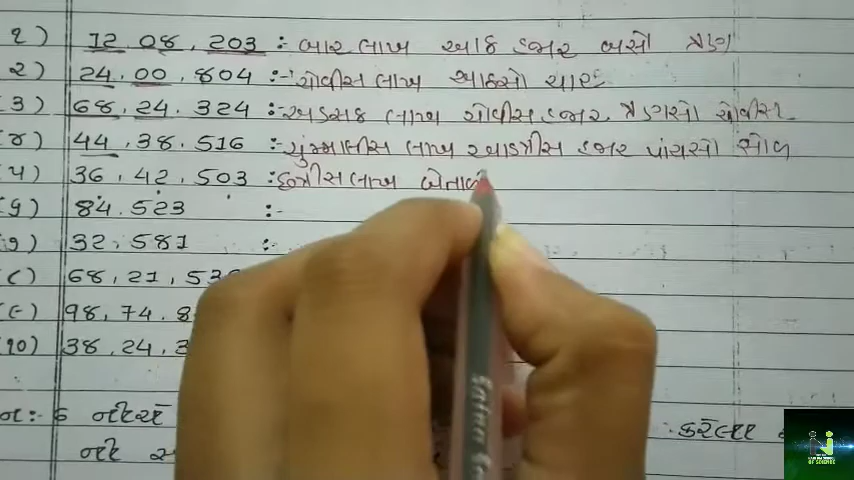 ૧) 12,08,203 :- બાર લાખ આઠ હજાર બસો ત્રણ
૨) 24,00,804 :- ચોવીસ લાખ આઠસો ચાર
૩) 68,24,324 :- અડસઠ લાખ ચોવીસ હજાર ત્રણસો ચોવીસ
૪) 44,38,516 :- ચુંમ્માલીસ લાખ આડત્રીસ હજાર પાંચસો સોળ
૫) 36,42,503 :- છત્રીસ લાખ બેતાળી
૬) 84,523 :-
૭) 32,581 :-
૮) 68,21,53
૯) 98,74,8
૧૦) 38,24,3